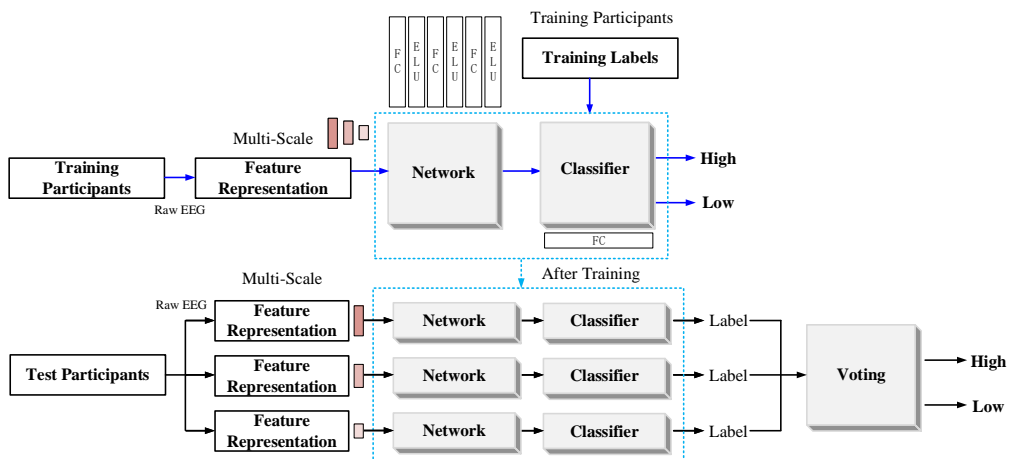 Training Participants
FC
ELU
FC
ELU
FC
ELU
Training Labels
Multi-Scale
Training
Participants
Raw EEG
Feature
Representation
Network
Classifier
High
Low
FC
After Training
Multi-Scale
Raw EEG
Feature
Representation
Network
Classifier
Label
Test Participants
Feature
Representation
Network
Classifier
Label
Voting
High
Low
Feature
Representation
Network
Classifier
Label